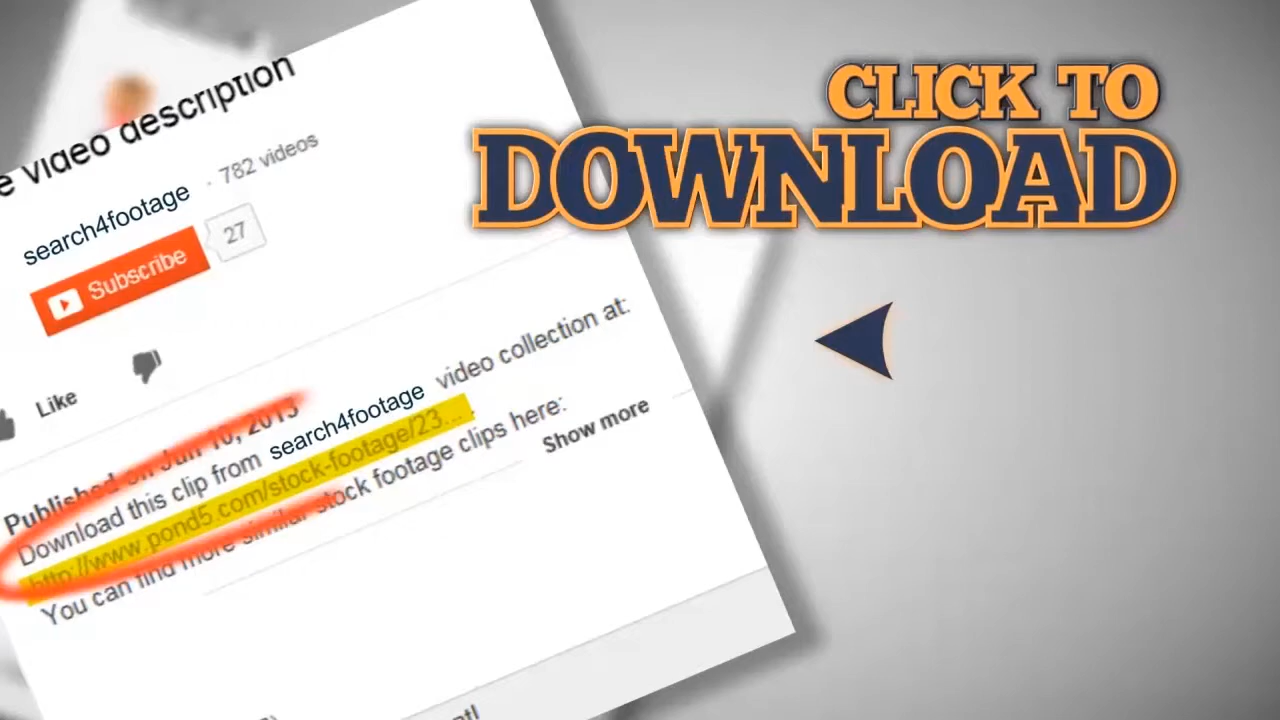 CLICK TO
DOWNLOAD
e video description
search4footage · 782 videos
Subscribe 27
Like
Published on Jun 10, 2013
Download this clip from search4footage video collection at:
http://www.pond5.com/stock-footage/23...
You can find more similar stock footage clips here:
Show more